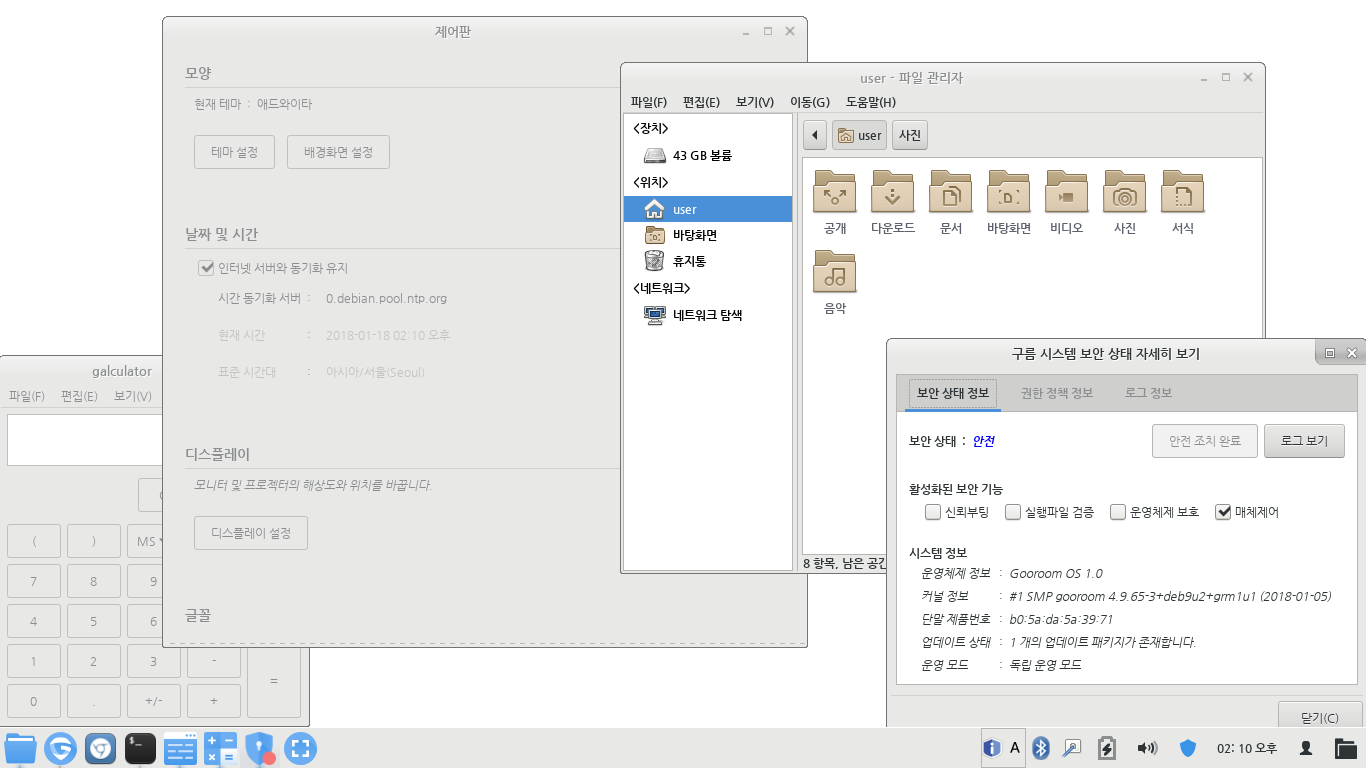 제어판
모양
현재 테마 : 애드와이타
테마 설정
배경화면 설정
날짜 및 시간
인터넷 서버와 동기화 유지
시간 동기화 서버 : 0.debian.pool.ntp.org
현재 시간 : 2018-01-18 02:10 오후
표준 시간대 : 아시아/서울(Seoul)
디스플레이
모니터 및 프로젝터의 해상도와 위치를 바꿉니다.
디스플레이 설정
글꼴
user - 파일 관리자
파일(F) 편집(E) 보기(V) 이동(G) 도움말(H)
<장치>
43 GB 볼륨
<위치>
user
바탕화면
휴지통
<네트워크>
네트워크 탐색
user 사진
공개 다운로드 문서 바탕화면 비디오 사진 서식
음악
8 항목, 남은 공간
galculator
파일(F) 편집(E) 보기(V)
( ) MS
7 8 9
4 5 6
1 2 3 - =
0 . +/- +
구름 시스템 보안 상태 자세히 보기
보안 상태 정보 권한 정책 정보 로그 정보
보안 상태 : 안전 안전 조치 완료 로그 보기
활성화된 보안 기능
신뢰부팅 실행파일 검증 운영체제 보호 매체제어
시스템 정보
운영체제 정보 : Gooroom OS 1.0
커널 정보 : #1 SMP gooroom 4.9.65-3+deb9u2+grm1u1 (2018-01-05)
단말 제품번호 : b0:5a:da:5a:39:71
업데이트 상태 : 1 개의 업데이트 패키지가 존재합니다.
운영 모드 : 독립 운영 모드
닫기(C)
A 02: 10 오후